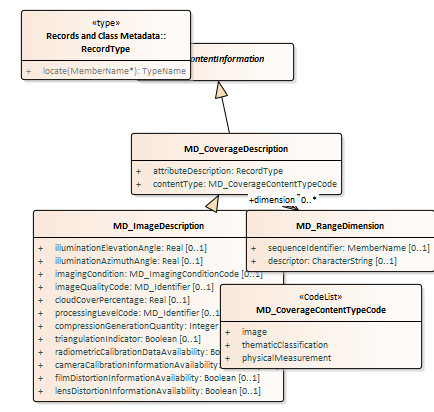 «type»
Records and Class Metadata::
RecordType
+ locate(MemberName*): TypeName
ontentInformation
MD_CoverageDescription
+ attributeDescription: RecordType
+ contentType: MD_CoverageContentTypeCode
+dimension 0..*
MD_ImageDescription
+ illuminationElevationAngle: Real [0..1]
+ illuminationAzimuthAngle: Real [0..1]
+ imagingCondition: MD_ImagingConditionCode [0..1]
+ imageQualityCode: MD_Identifier [0..1]
+ cloudCoverPercentage: Real [0..1]
+ processingLevelCode: MD_Identifier [0..1]
+ compressionGenerationQuantity: Integer
+ triangulationIndicator: Boolean [0..1]
+ radiometricCalibrationDataAvailability: Bo
+ cameraCalibrationInformationAvailability:
+ filmDistortionInformationAvailability: Boolean [0..1]
+ lensDistortionInformationAvailability: Boolean [0..1]
MD_RangeDimension
+ sequenceIdentifier: MemberName [0..1]
+ descriptor: CharacterString [0..1]
«CodeList»
MD_CoverageContentTypeCode
+ image
+ thematicClassification
+ physicalMeasurement